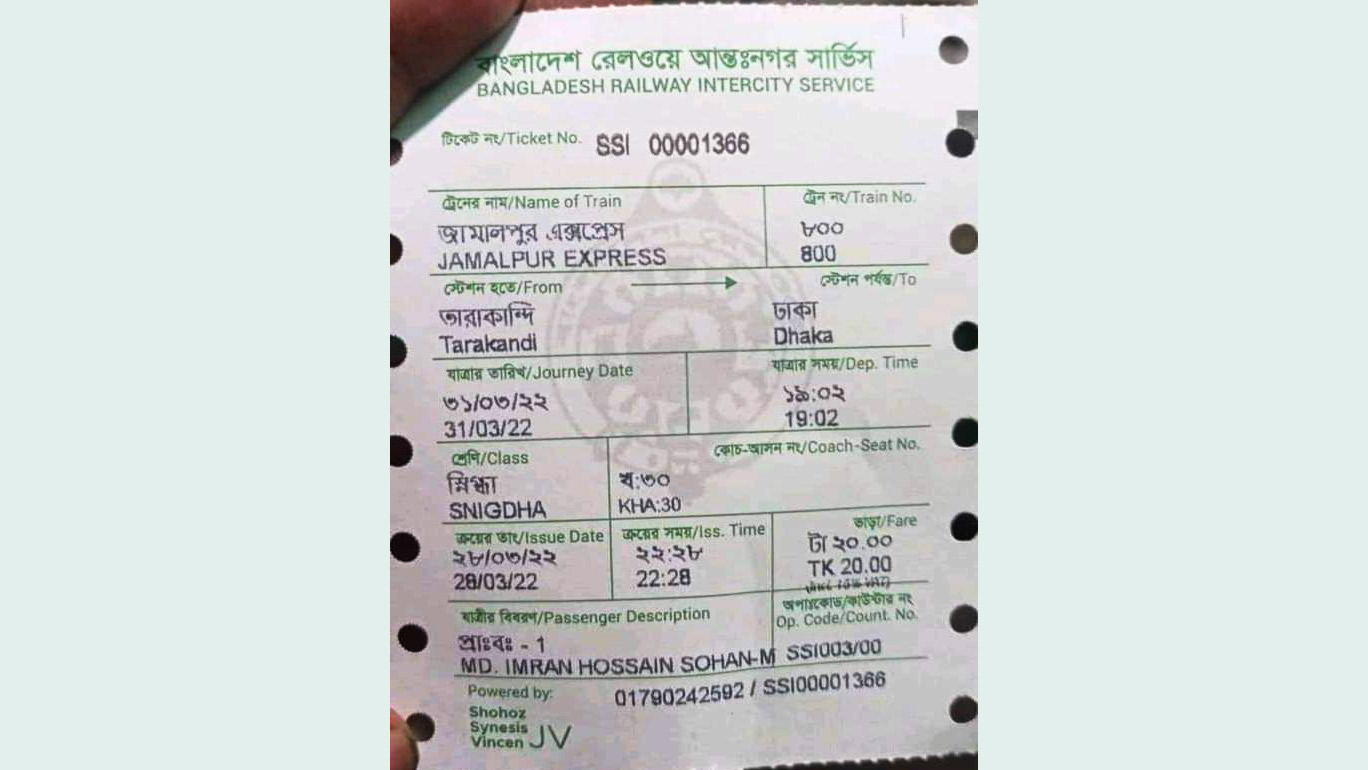 বাংলাদেশ রেলওয়ে আন্তঃনগর সার্ভিস
BANGLADESH RAILWAY INTERCITY SERVICE
টিকেট নং/Ticket No. SSI 00001366
ট্রেনের নাম/Name of Train ট্রেন নং/Train No.
জামালপুর এক্সপ্রেস ৮০০
JAMALPUR EXPRESS 800
স্টেশন হতে/From স্টেশন পর্যন্ত/To
তারাকান্দি ঢাকা
Tarakandi Dhaka
যাত্রার তারিখ/Journey Date যাত্রার সময়/Dep. Time
৩১/০৩/২২ ১৯:০২
31/03/22 19:02
শ্রেণি/Class কোচ-আসন নং/Coach-Seat No.
স্নিগ্ধা খ:৩০
SNIGDHA KHA:30
ক্রয়ের তাং/Issue Date ক্রয়ের সময়/Iss. Time ভাড়া/Fare
২৮/০৩/২২ ২২:২৮ টা ২০.০০
28/03/22 22:28 TK 20.00
যাত্রীর বিবরণ/Passenger Description অপাঃকোড/কাউন্টার নং
Op. Code/Count. No.
প্রাঃবঃ - 1
MD. IMRAN HOSSAIN SOHAN-M SSI003/00
Powered by: 01790242592 / SSI00001366
Shohoz
Synesis JV
Vincen